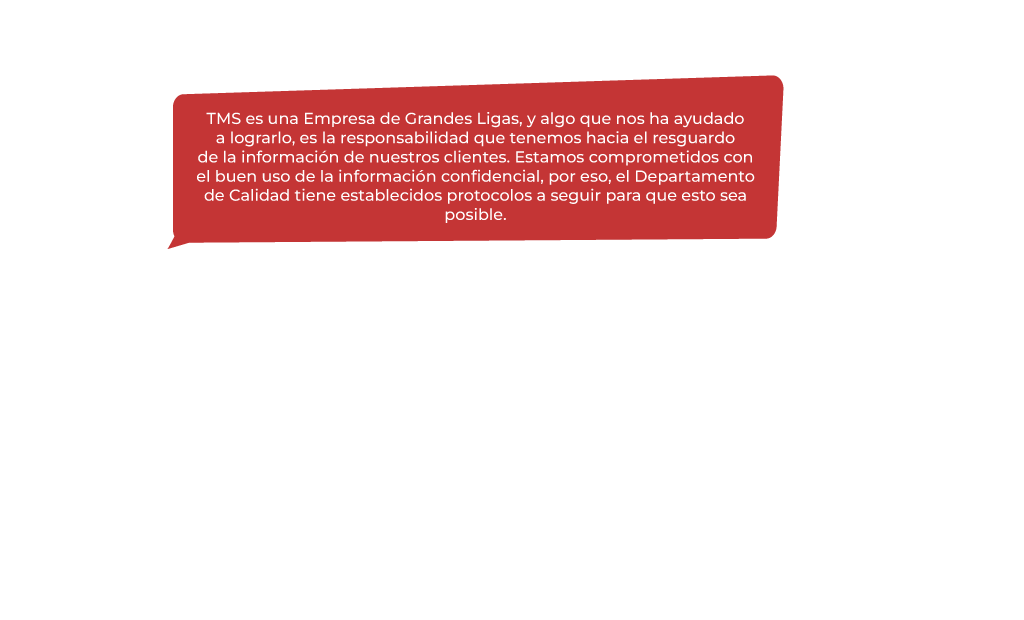 TMS es una Empresa de Grandes Ligas, y algo que nos ha ayudado
a lograrlo, es la responsabilidad que tenemos hacia el resguardo
de la información de nuestros clientes. Estamos comprometidos con
el buen uso de la información confidencial, por eso, el Departamento
de Calidad tiene establecidos protocolos a seguir para que esto sea
posible.